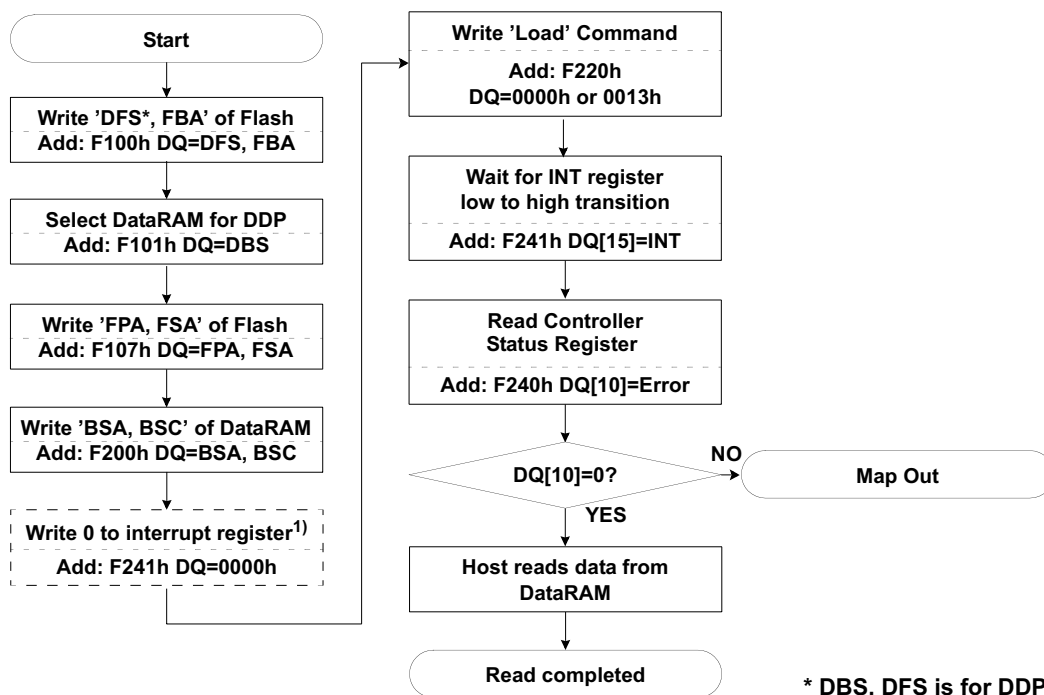 Start
Write 'DFS*, FBA' of Flash
Add: F100h DQ=DFS, FBA
Select DataRAM for DDP
Add: F101h DQ=DBS
Write 'FPA, FSA' of Flash
Add: F107h DQ=FPA, FSA
Write 'BSA, BSC' of DataRAM
Add: F200h DQ=BSA, BSC
Write 0 to interrupt register1)
Add: F241h DQ=0000h
Write 'Load' Command
Add: F220h
DQ=0000h or 0013h
Wait for INT register
low to high transition
Add: F241h DQ[15]=INT
Read Controller
Status Register
Add: F240h DQ[10]=Error
DQ[10]=0?
NO
Map Out
YES
Host reads data from
DataRAM
Read completed
* DBS, DFS is for DDP